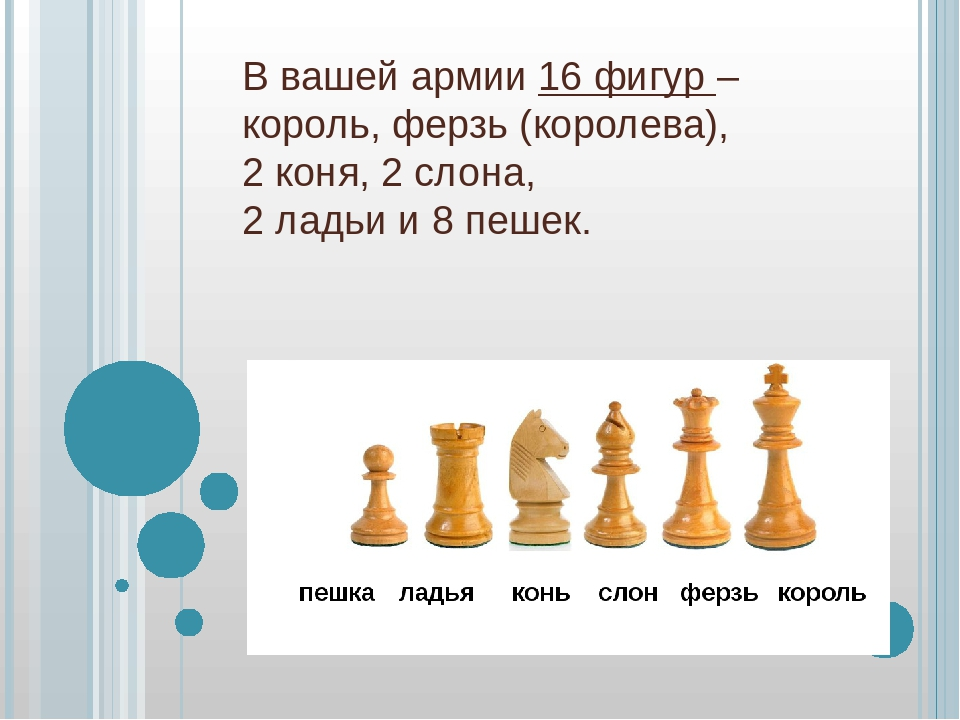 В вашей армии 16 фигур –
король, ферзь (королева),
2 коня, 2 слона,
2 ладьи и 8 пешек.
пешка ладья конь слон ферзь король